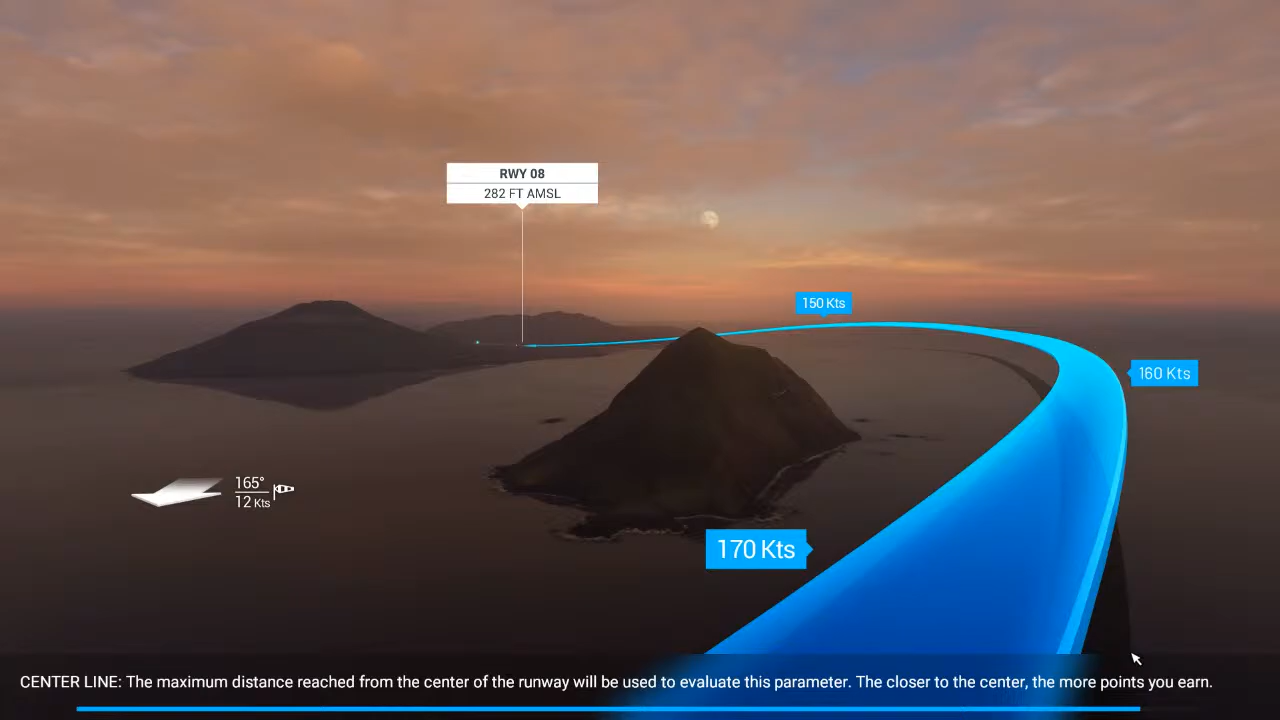 RWY 08
282 FT AMSL
150 Kts
160 Kts
165°
12 Kts
170 Kts
CENTER LINE: The maximum distance reached from the center of the runway will be used to evaluate this parameter. The closer to the center, the more points you earn.